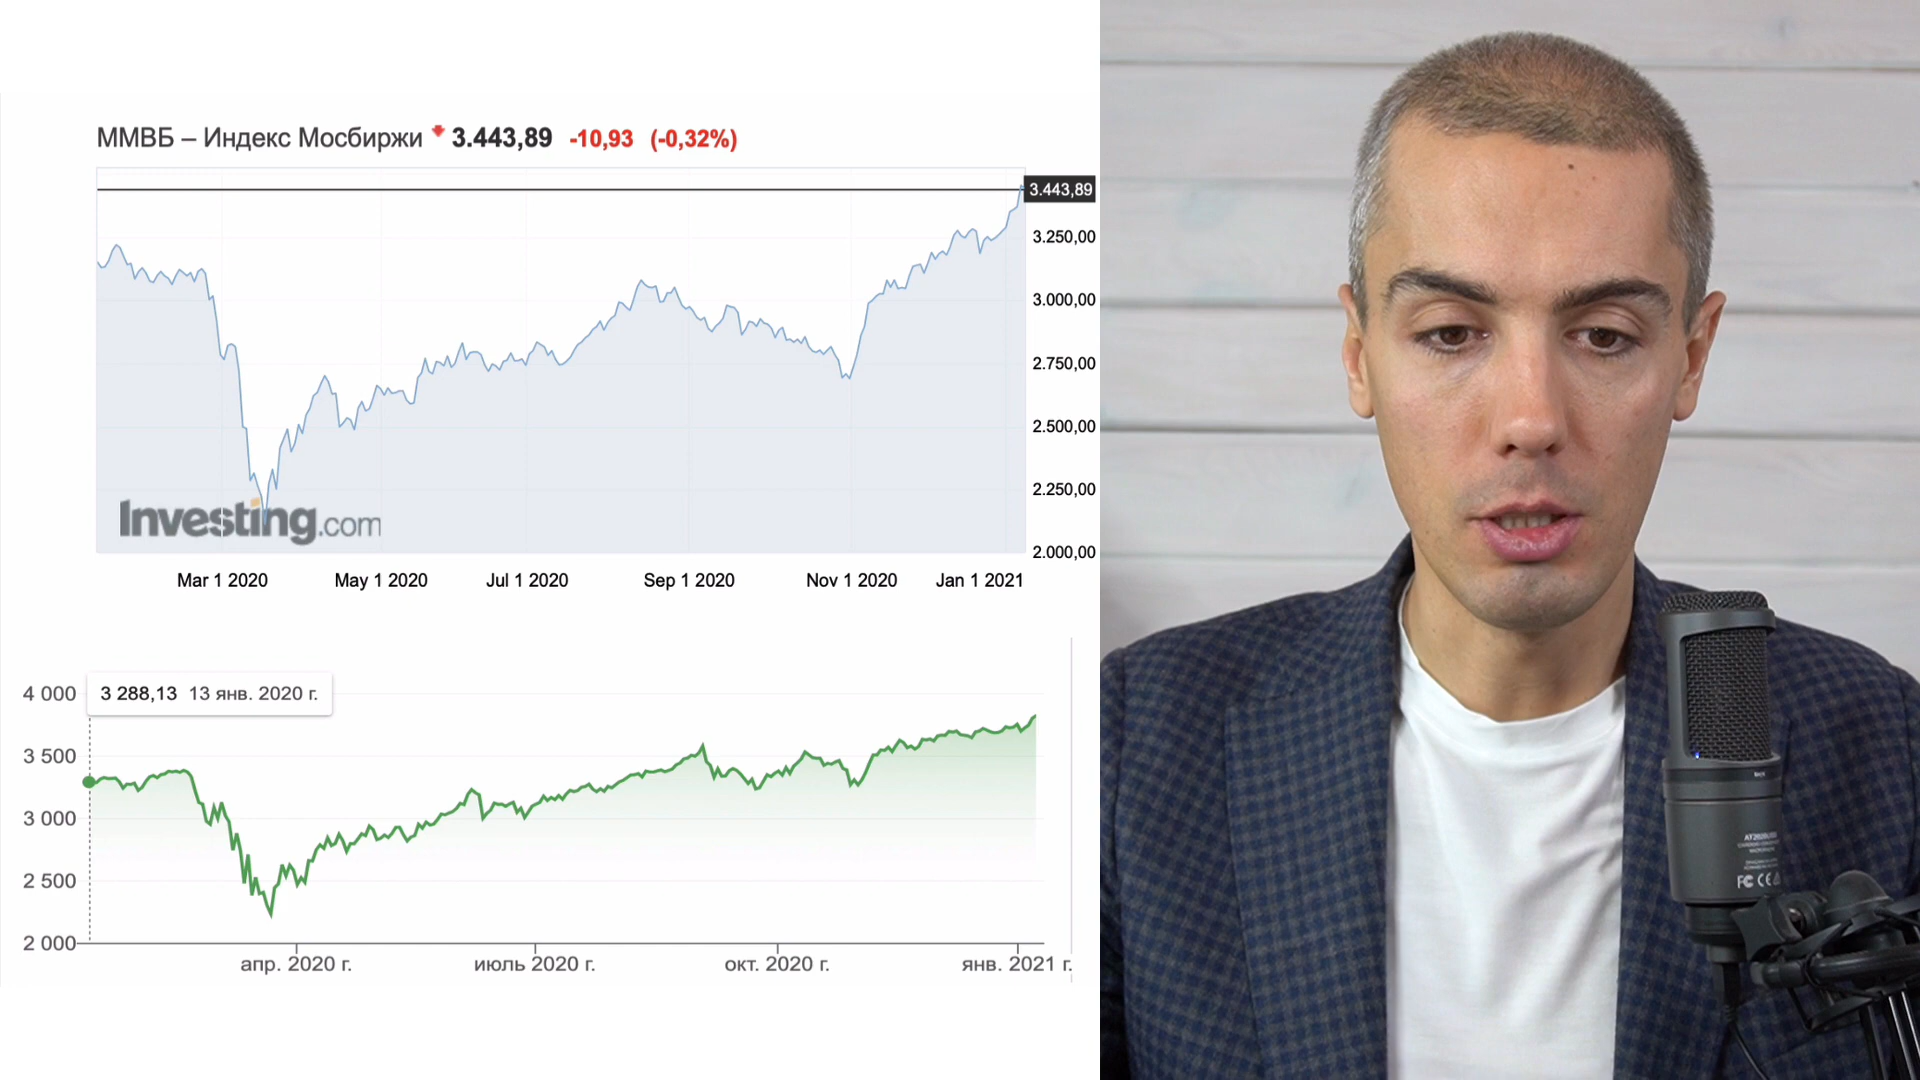 ММВБ – Индекс Мосбиржи 3.443,89 -10,93 (-0,32%)
3.443,89
3.250,00
3.000,00
2.750,00
2.500,00
2.250,00
2.000,00
Investing.com
Mar 1 2020 May 1 2020 Jul 1 2020 Sep 1 2020 Nov 1 2020 Jan 1 2021
3 288,13 13 янв. 2020 г.
4 000
3 500
3 000
2 500
2 000
апр. 2020 г. июль 2020 г. окт. 2020 г. янв. 2021 г.
FC CE